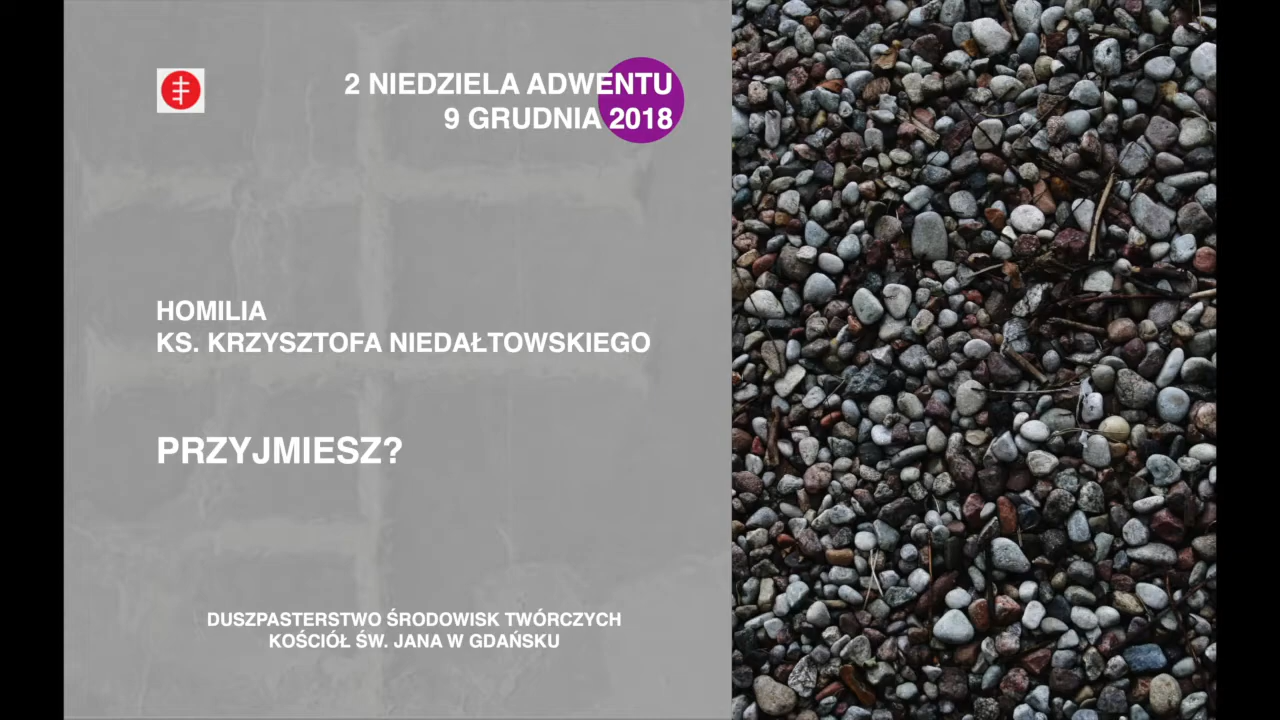 2 NIEDZIELA ADWENTU
9 GRUDNIA 2018
HOMILIA
KS. KRZYSZTOFA NIEDAŁTOWSKIEGO
PRZYJMIESZ?
DUSZPASTERSTWO ŚRODOWISK TWÓRCZYCH
KOŚCIÓŁ ŚW. JANA W GDAŃSKU